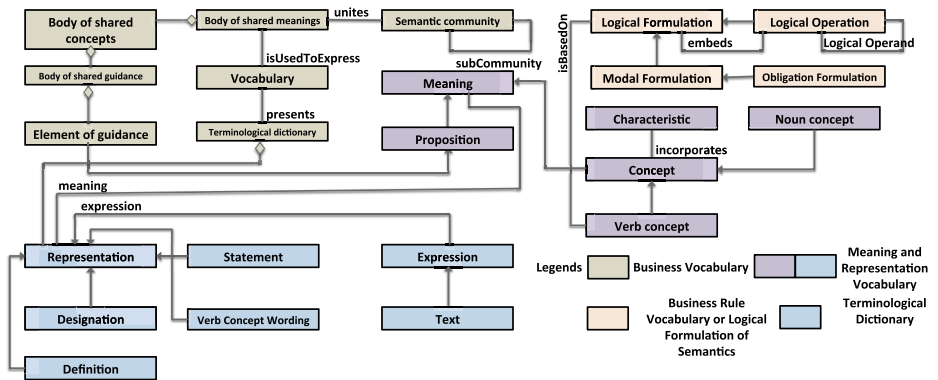 Body of shared
concepts
Body of shared meanings
unites
Semantic community
isUsedToExpress
subCommunity
Body of shared guidance
Vocabulary
Meaning
presents
Element of guidance
Terminological dictionary
Proposition
meaning
expression
isBasedOn
Logical Formulation
Logical Operation
embeds
Logical Operand
Modal Formulation
Obligation Formulation
Characteristic
Noun concept
incorporates
Concept
Verb concept
Representation
Statement
Expression
Designation
Verb Concept Wording
Text
Definition
Legends
Business Vocabulary
Meaning and
Representation
Vocabulary
Business Rule
Vocabulary or Logical
Formulation of
Semantics
Terminological
Dictionary